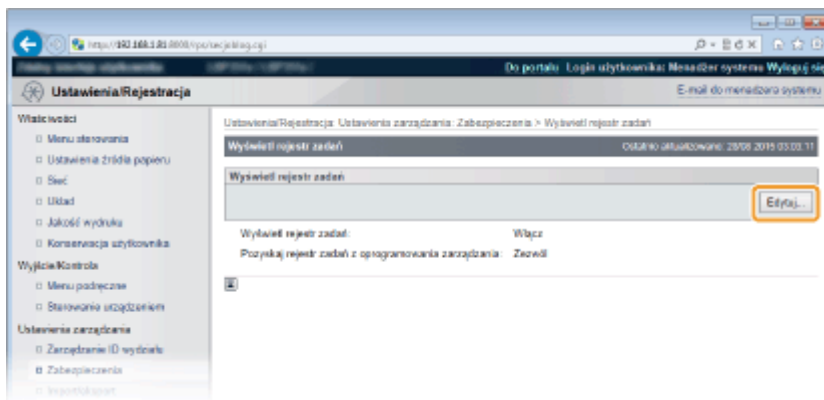 Do portalu Login użytkownika: Menadżer systemu Wyloguj się
Ustawienia/Rejestracja
E-mail do menadżera systemu
Właściwości
Menu sterowania
Ustawienia źródła papieru
Sieć
Układ
Jakość wydruku
Konserwacja użytkownika
Wyjście/Kontrola
Menu podręczne
Sterowanie urządzeniem
Ustawienia zarządzania
Zarządzanie ID wydziału
Zabezpieczenia
Import/Eksport
Ustawienia/Rejestracja: Ustawienia zarządzania: Zabezpieczenia > Wyświetl rejestr zadań
Wyświetl rejestr zadań
Ostatnio aktualizowano: 28/08 2015 03:03:11
Wyświetl rejestr zadań
Edytuj...
Wyświetl rejestr zadań: Włącz
Pozyskaj rejestr zadań z oprogramowania zarządzania: Zezwól